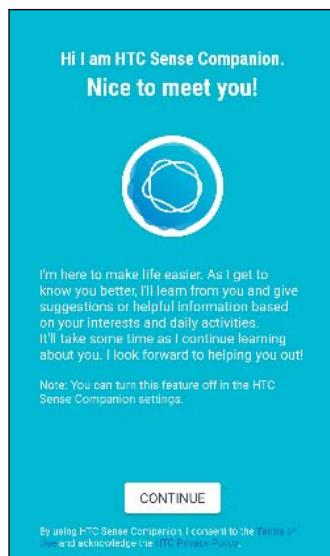 Hi I am HTC Sense Companion.
Nice to meet you!
I'm here to make life easier. As I get to
know you better, I'll learn from you and give
suggestions or helpful information based
on your interests and daily activities.
It'll take some time as I continue learning
about you. I look forward to helping you out!
Note: You can turn this feature off in the HTC
Sense Companion settings.
CONTINUE
By using HTC Sense Companion, I consent to the Terms of
Use and acknowledge the HTC Privacy Policy.